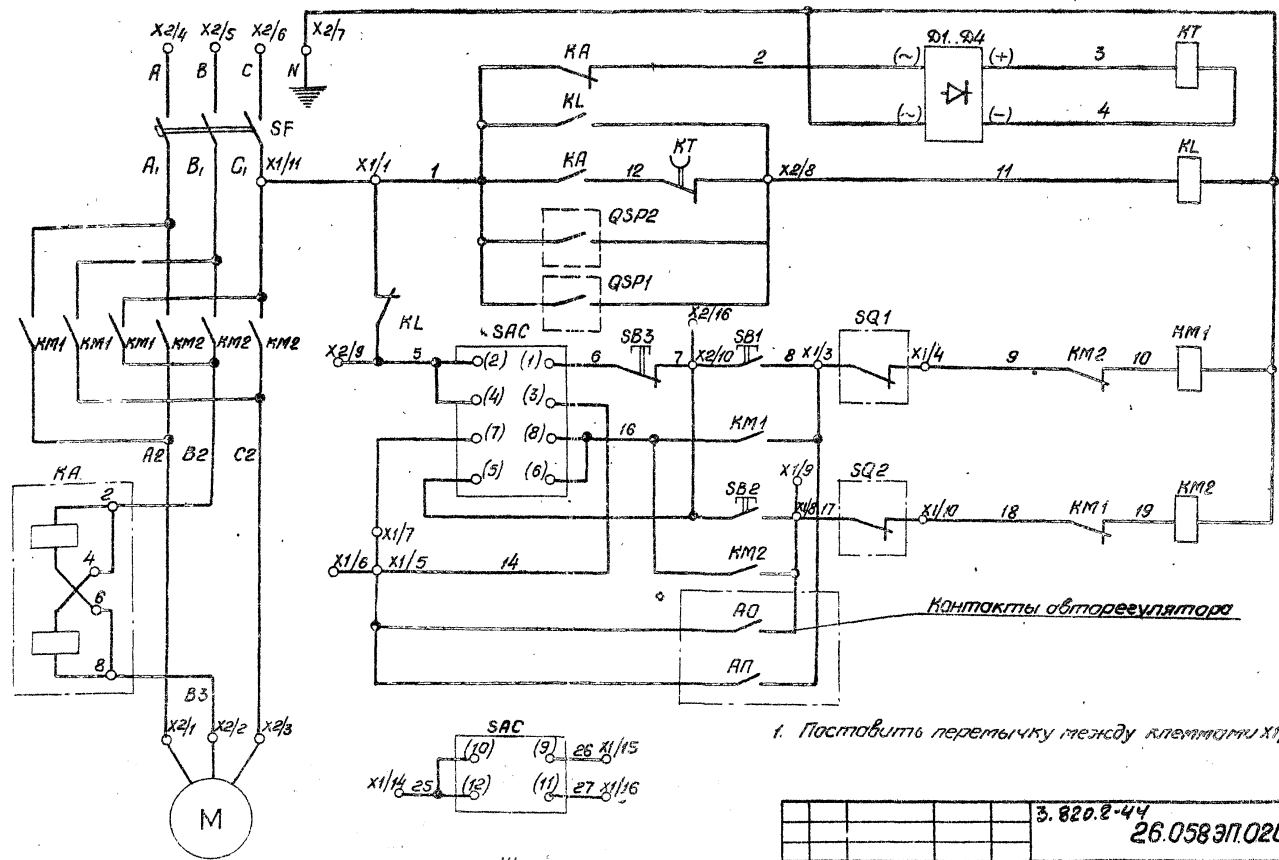 X2/4 X2/5 X2/6 X2/7
A B C N
SF
A1 B1 C1 X1/11
X1/1 1
KA 2
KL
KA 12 KT X2/8 11
QSP2
QSP1
Д1..Д4
(~) (+) 3 KT
(~) (-) 4
KL
KM1 KM1 KM1 KM2 KM2 KM2
KL
X2/9 5
SAC
(2) (1) 6 SB3 7 X2/16 X2/10 SB1 8 X1/3 SQ1 X1/4 9 KM2 10 KM1
(4) (3)
(7) (8) 16 KM1
(5) (6) SB2 X1/9 X1/8 17 SQ2 X1/10 18 KM1 19 KM2
A2 B2 C2
KA
2
4
6
8
B3
X1/7
X1/6 X1/5 14
KM2
АО
Контакты авторегулятора
АП
X2/1 X2/2 X2/3
M
SAC
(10) (9) 26 X1/15
X1/14 25 (12) (11) 27 X1/16
1. Поставить перемычку между клеммами
3.820.2-44
26.058ЭП.02